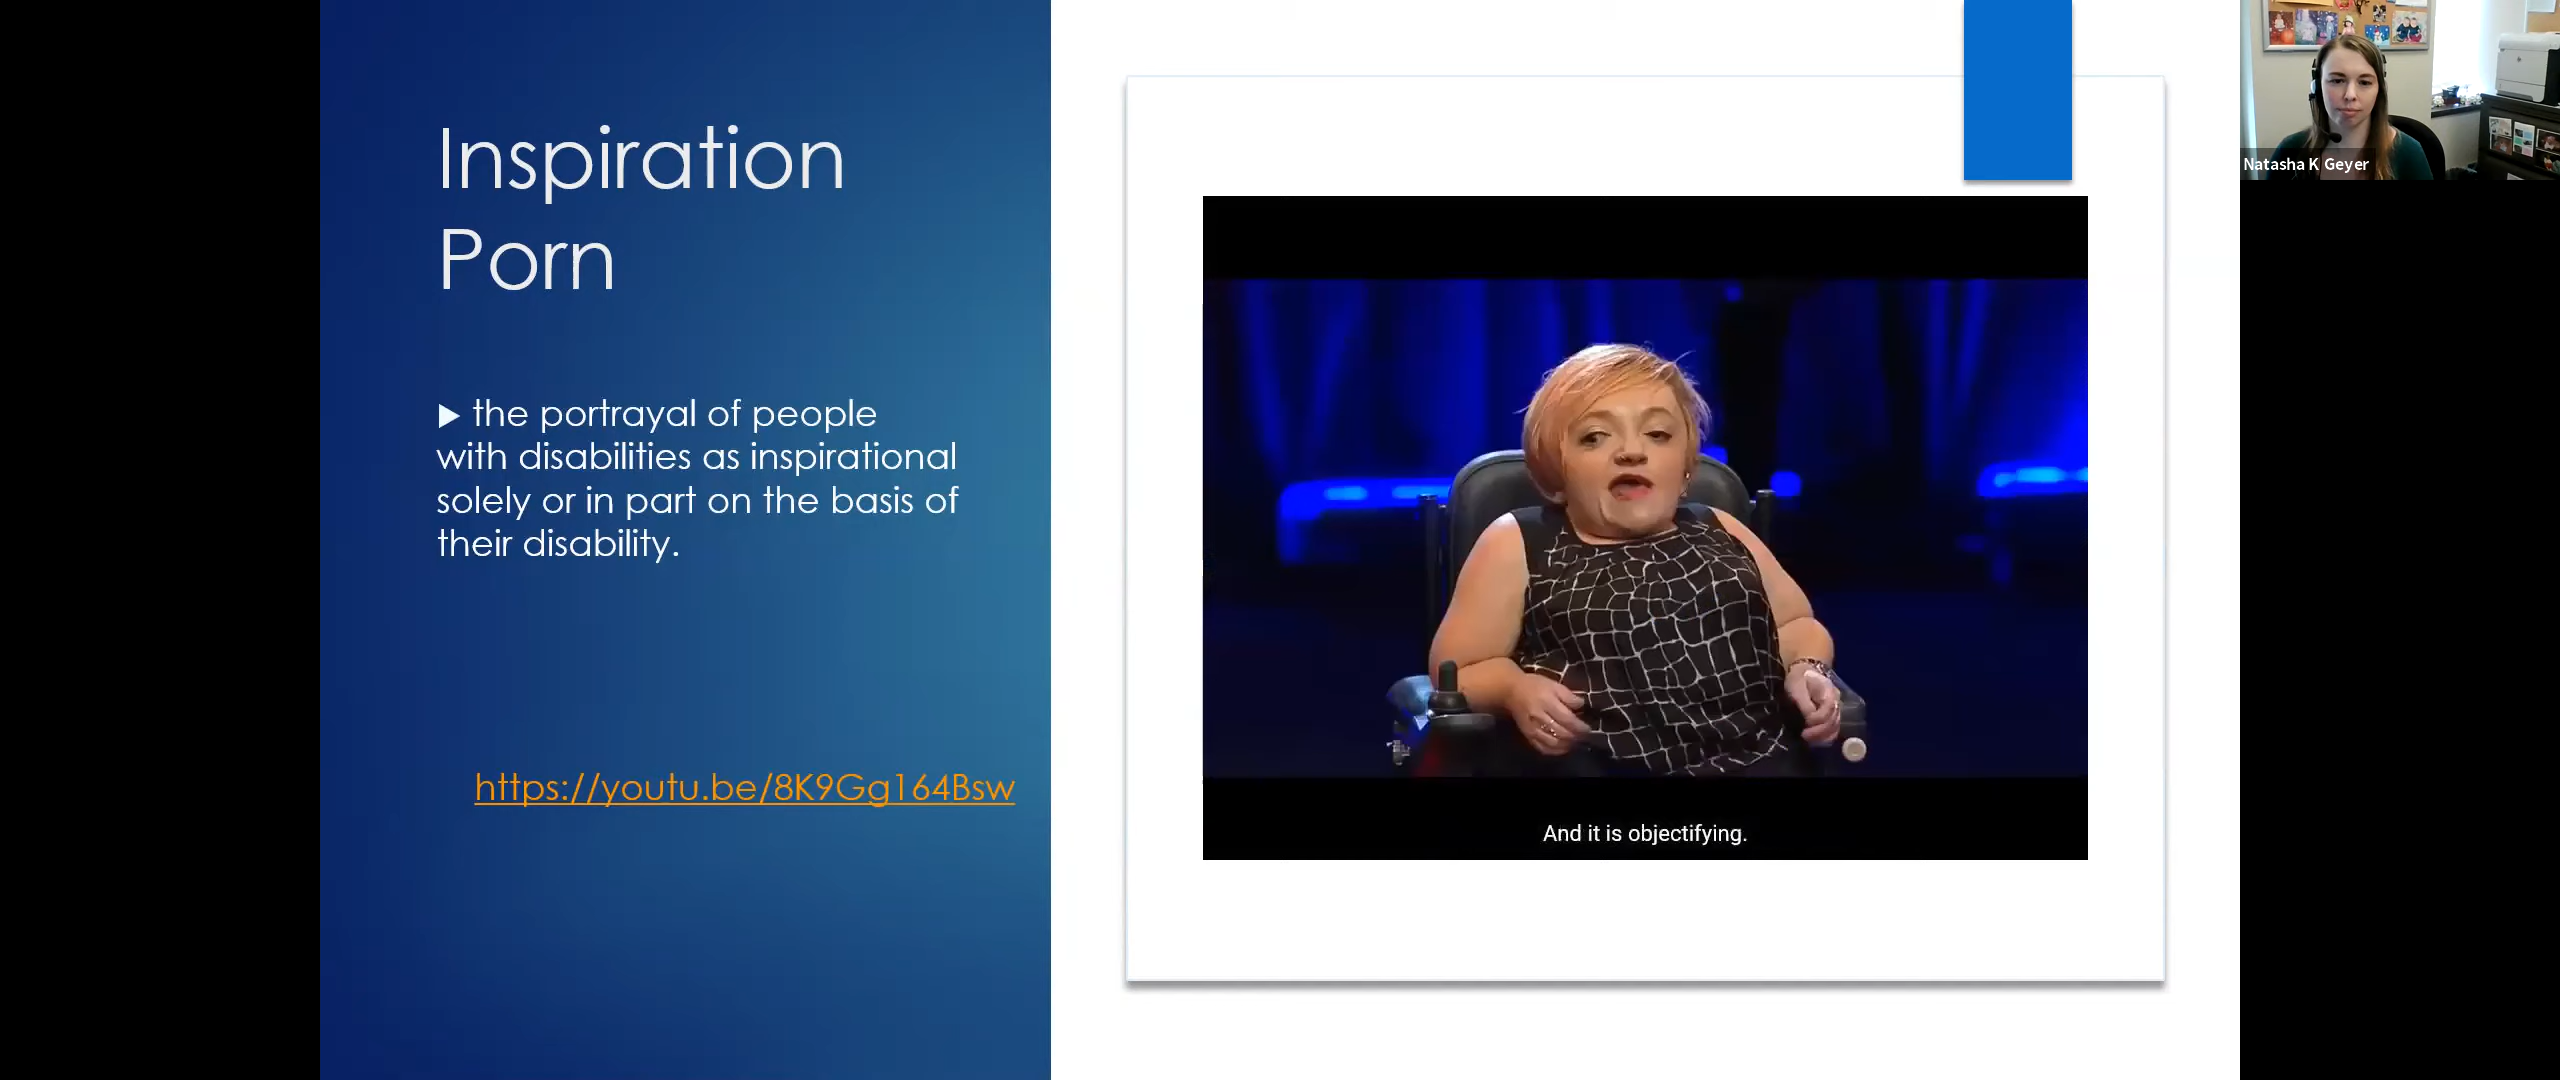 Inspiration
Porn
▶ the portrayal of people
with disabilities as inspirational
solely or in part on the basis of
their disability.
https://youtu.be/8K9Gg164Bsw
And it is objectifying.
Natasha K Geyer